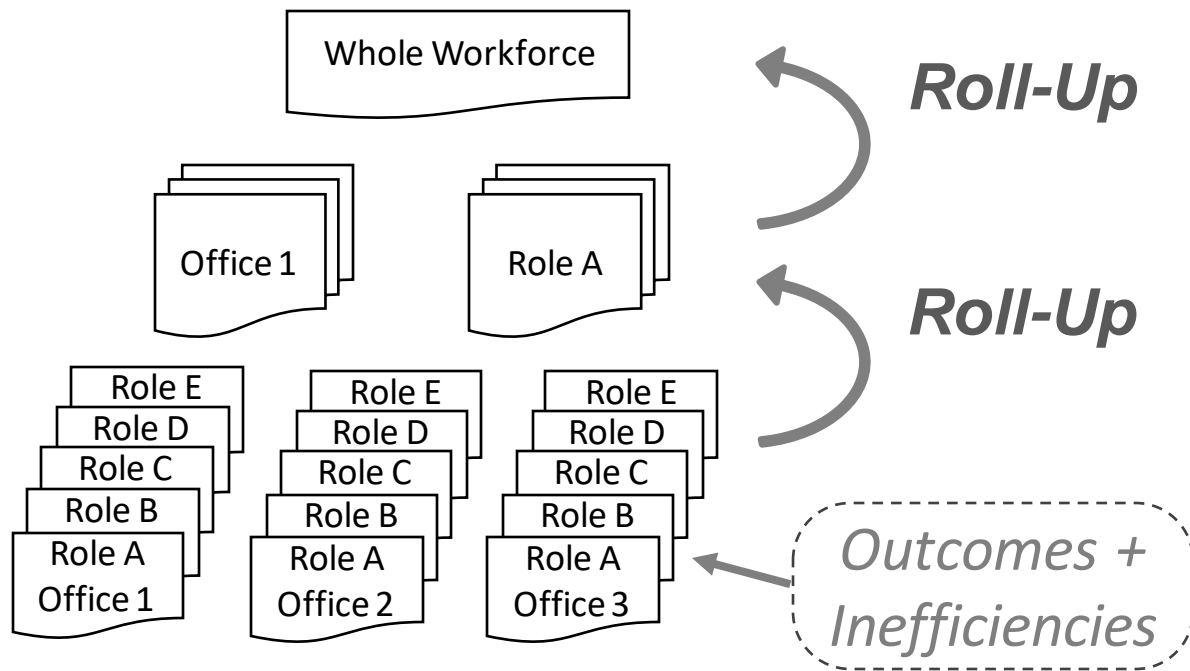 Whole Workforce
Roll-Up
Office 1
Role A
Roll-Up
Role E
Role D
Role C
Role B
Role A
Office 1
Role E
Role D
Role C
Role B
Role A
Office 2
Role E
Role D
Role C
Role B
Role A
Office 3
Outcomes +
Inefficiencies